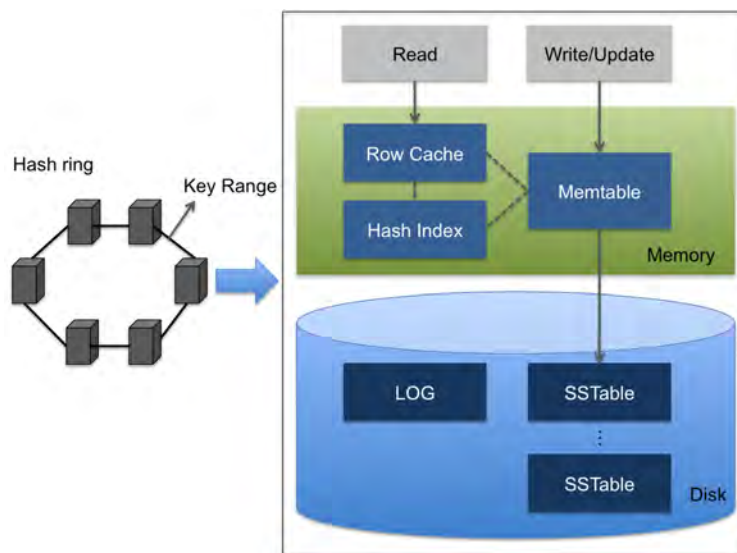 Hash ring
Key Range
Read
Write/Update
Row Cache
Hash Index
Memtable
Memory
LOG
SSTable
SSTable
Disk